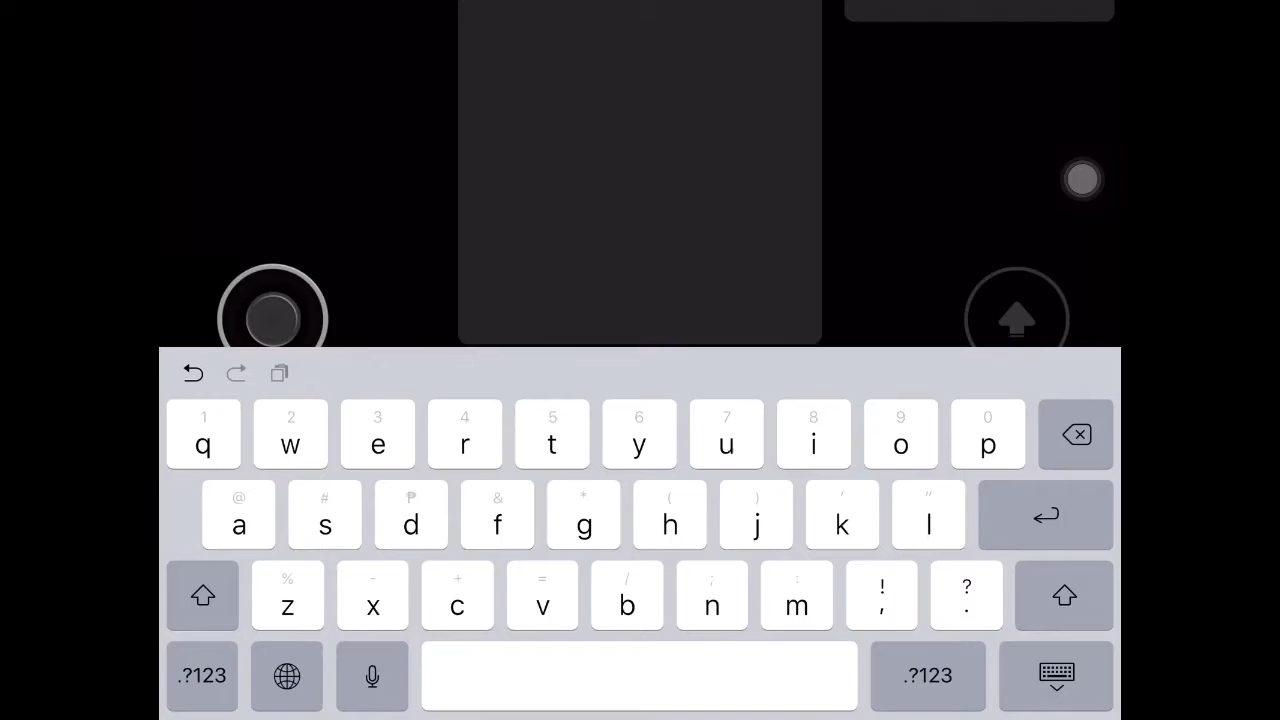 1 2 3 4 5 6 7 8 9 0
q w e r t y u i o p
@ # ₱ & * ( ) ' "
a s d f g h j k l
% - + = / ; : ! ?
z x c v b n m , .
.?123 .?123